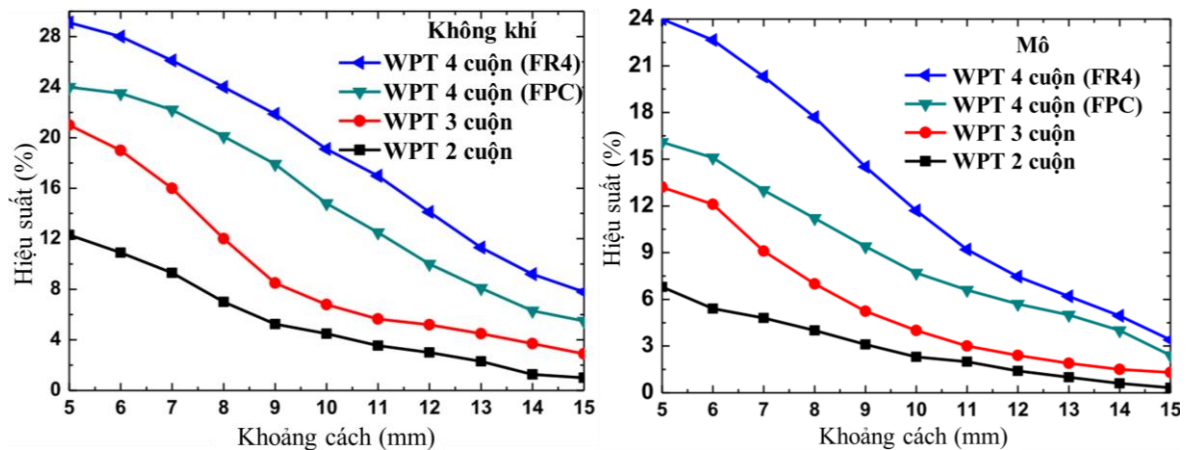 Không khí
WPT 4 cuộn (FR4)
WPT 4 cuộn (FPC)
WPT 3 cuộn
WPT 2 cuộn
Hiệu suất (%)
28
24
20
16
12
8
4
0
5 6 7 8 9 10 11 12 13 14 15
Khoảng cách (mm)
Mô
WPT 4 cuộn (FR4)
WPT 4 cuộn (FPC)
WPT 3 cuộn
WPT 2 cuộn
Hiệu suất (%)
24
21
18
15
12
9
6
3
0
5 6 7 8 9 10 11 12 13 14 15
Khoảng cách (mm)